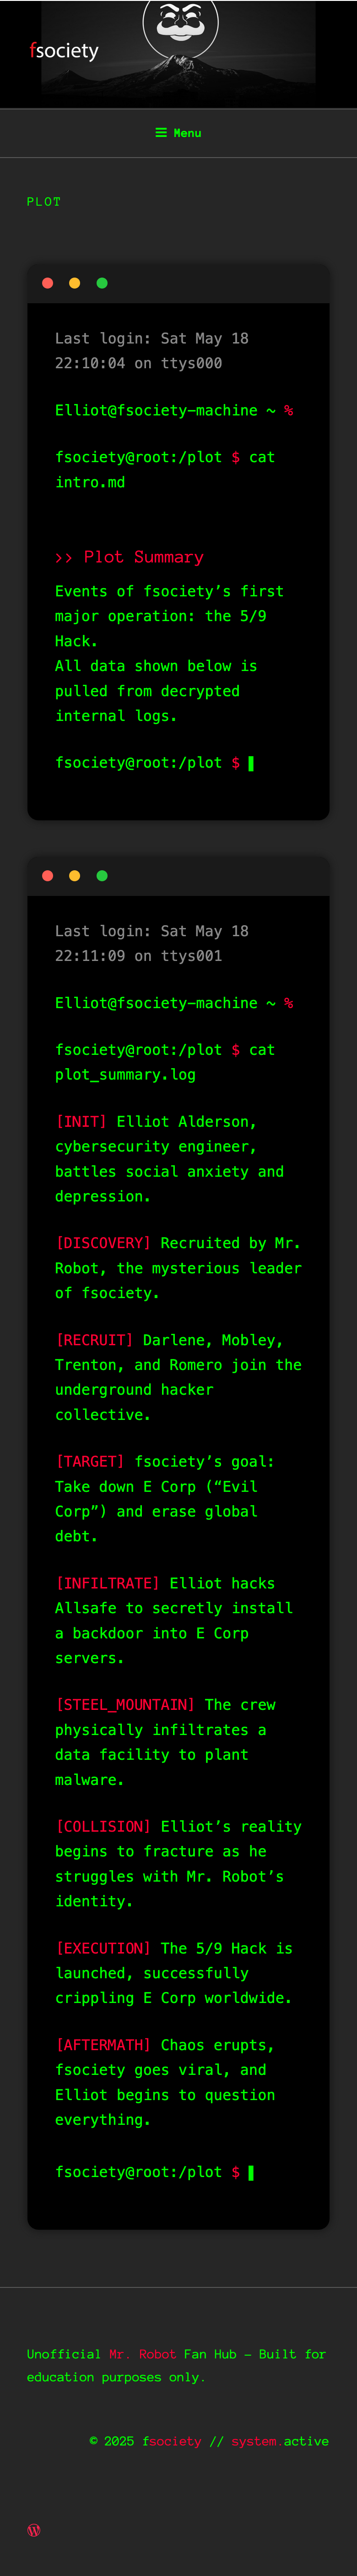 fsociety
Menu
PLOT
Last login: Sat May 18
22:10:04 on ttys000
Elliot@fsociety-machine ~ %
fsociety@root:/plot $ cat
intro.md
>> Plot Summary
Events of fsociety’s first
major operation: the 5/9
Hack.
All data shown below is
pulled from decrypted
internal logs.
fsociety@root:/plot $
Last login: Sat May 18
22:11:09 on ttys001
Elliot@fsociety-machine ~ %
fsociety@root:/plot $ cat
plot_summary.log
[INIT] Elliot Alderson,
cybersecurity engineer,
battles social anxiety and
depression.
[DISCOVERY] Recruited by Mr.
Robot, the mysterious leader
of fsociety.
[RECRUIT] Darlene, Mobley,
Trenton, and Romero join the
underground hacker
collective.
[TARGET] fsociety’s goal:
Take down E Corp (“Evil
Corp”) and erase global
debt.
[INFILTRATE] Elliot hacks
Allsafe to secretly install
a backdoor into E Corp
servers.
[STEEL_MOUNTAIN] The crew
physically infiltrates a
data facility to plant
malware.
[COLLISION] Elliot’s reality
begins to fracture as he
struggles with Mr. Robot’s
identity.
[EXECUTION] The 5/9 Hack is
launched, successfully
crippling E Corp worldwide.
[AFTERMATH] Chaos erupts,
fsociety goes viral, and
Elliot begins to question
everything.
fsociety@root:/plot $
Unofficial Mr. Robot Fan Hub – Built for
education purposes only.
© 2025 fsociety // system.active